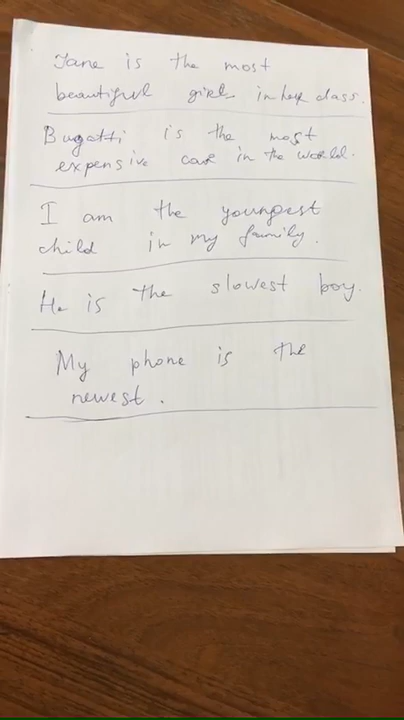 Jane is the most
beautiful girl in her class.
Bugatti is the most
expensive car in the world.
I am the youngest
child in my family.
He is the slowest boy.
My phone is the
newest.